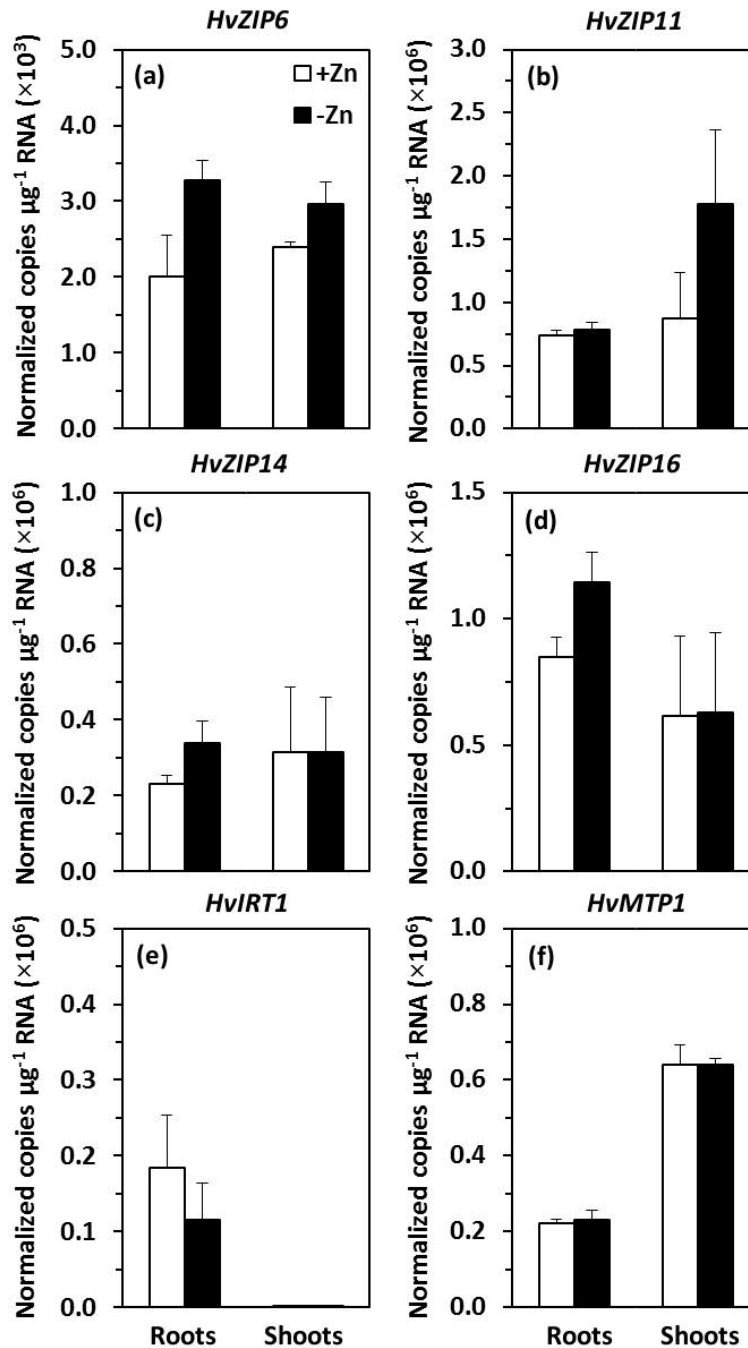 HvZIP6
Normalized copies µg⁻¹ RNA (×10³)
5.0
4.0
3.0
2.0
1.0
0.0
(a)
+Zn
-Zn
HvZIP11
Normalized copies µg⁻¹ RNA (×10⁶)
3.0
2.5
2.0
1.5
1.0
0.5
0.0
(b)
HvZIP14
Normalized copies µg⁻¹ RNA (×10⁶)
1.0
0.8
0.6
0.4
0.2
0.0
(c)
HvZIP16
Normalized copies µg⁻¹ RNA (×10⁶)
1.5
1.0
0.5
0.0
(d)
HvIRT1
Normalized copies µg⁻¹ RNA (×10⁶)
0.5
0.4
0.3
0.2
0.1
0.0
(e)
Roots Shoots
HvMTP1
Normalized copies µg⁻¹ RNA (×10⁶)
1.0
0.8
0.6
0.4
0.2
0.0
(f)
Roots Shoots